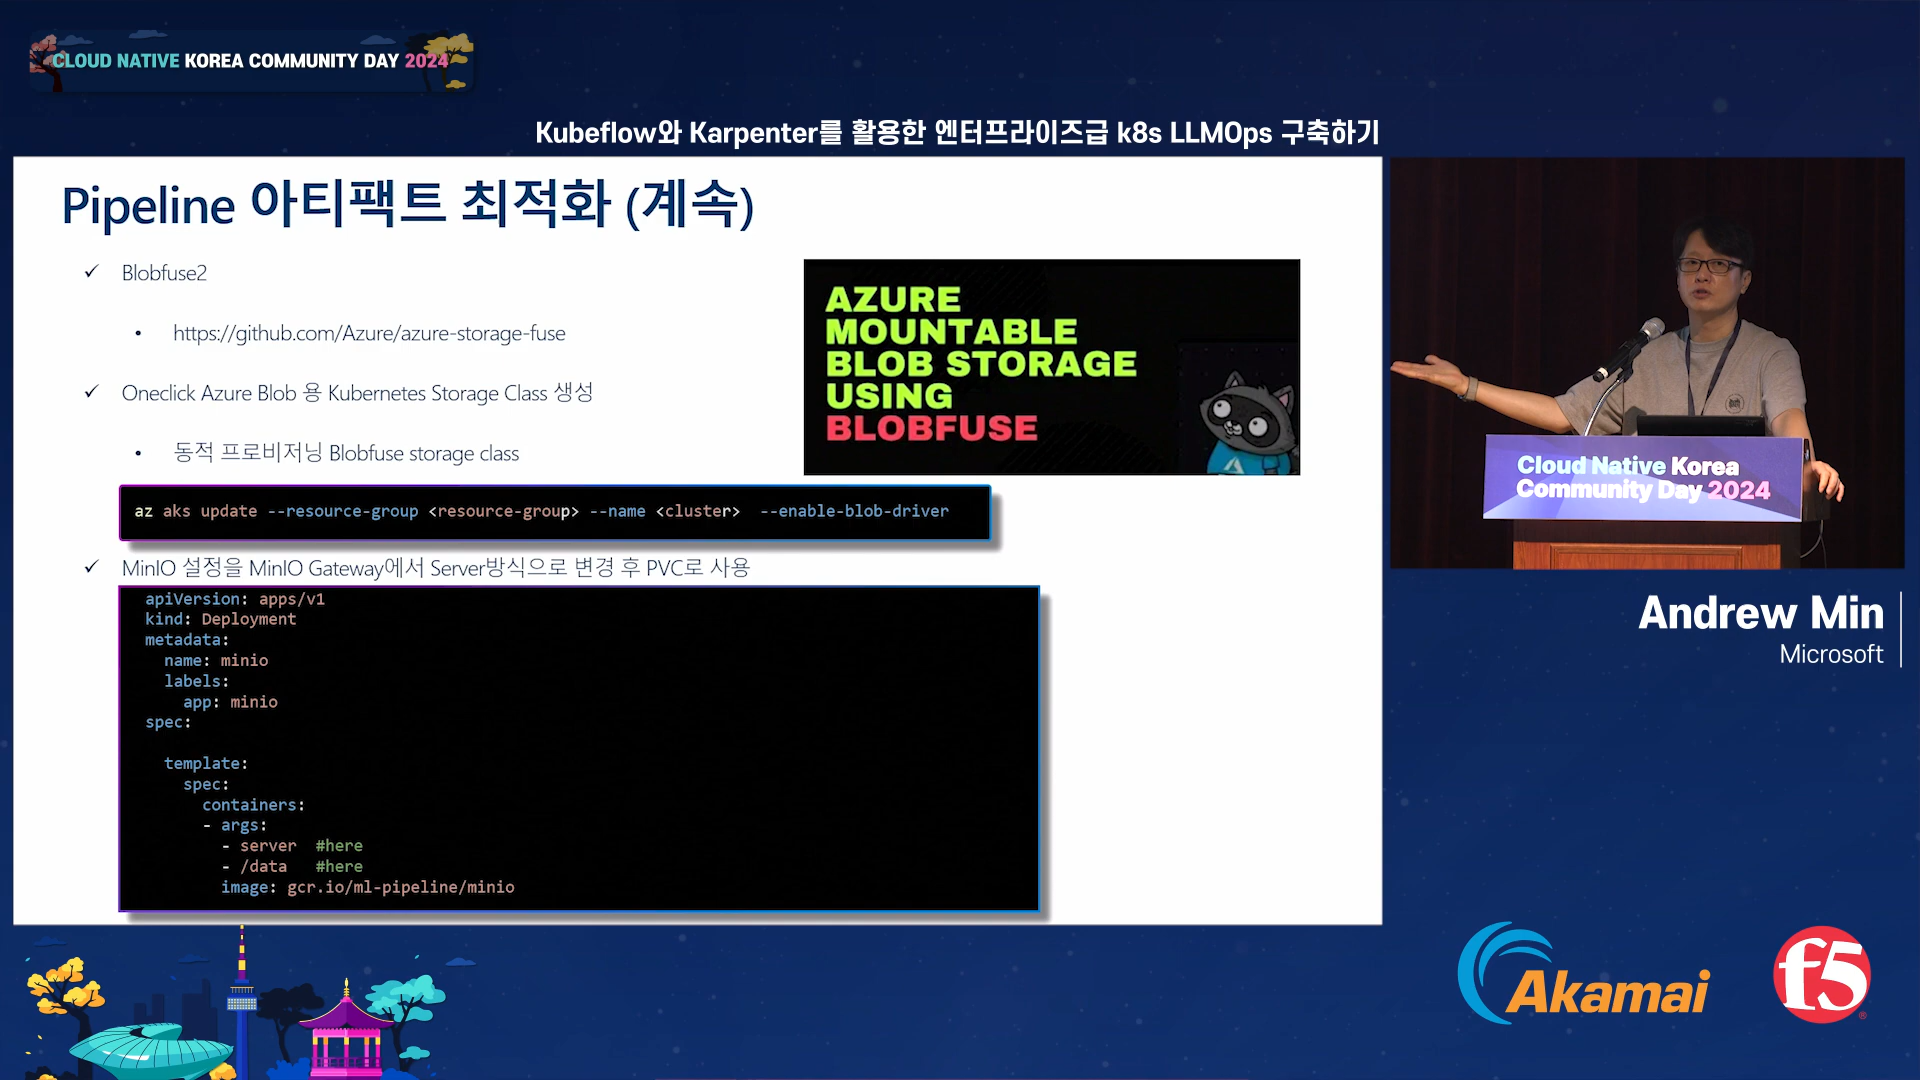 CLOUD NATIVE KOREA COMMUNITY DAY 2024
Kubeflow와 Karpenter를 활용한 엔터프라이즈급 k8s LLMOps 구축하기
Pipeline 아티팩트 최적화 (계속)
✓ Blobfuse2
• https://github.com/Azure/azure-storage-fuse
✓ Oneclick Azure Blob 용 Kubernetes Storage Class 생성
• 동적 프로비저닝 Blobfuse storage class
az aks update --resource-group <resource-group> --name <cluster>  --enable-blob-driver
✓ MinIO 설정을 MinIO Gateway에서 Server방식으로 변경 후 PVC로 사용
apiVersion: apps/v1
kind: Deployment
metadata:
  name: minio
  labels:
    app: minio
spec:
  template:
    spec:
      containers:
      - args:
        - server  #here
        - /data   #here
        image: gcr.io/ml-pipeline/minio
AZURE
MOUNTABLE
BLOB STORAGE
USING
BLOBFUSE
Cloud Native Korea
Community Day 2024
Andrew Min
Microsoft
Akamai
f5